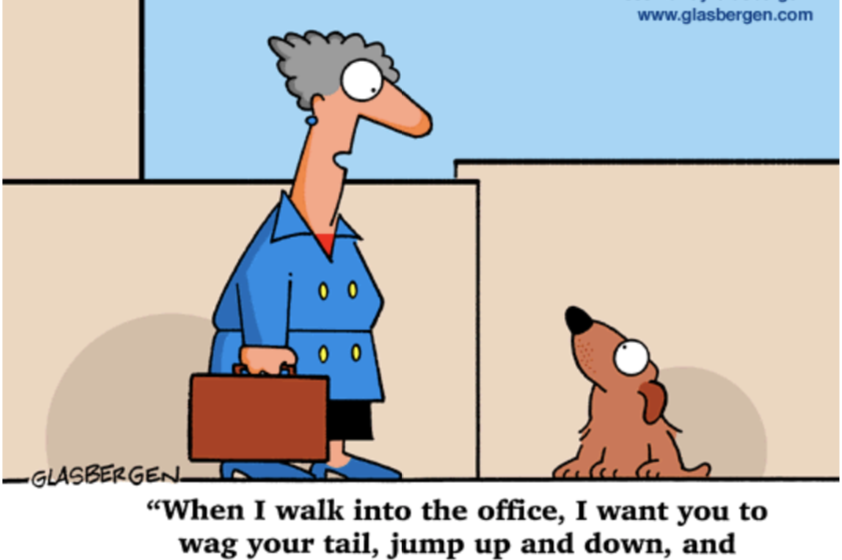 www.glasbergen.com
GLASBERGEN
“When I walk into the office, I want you to
wag your tail, jump up and down, and